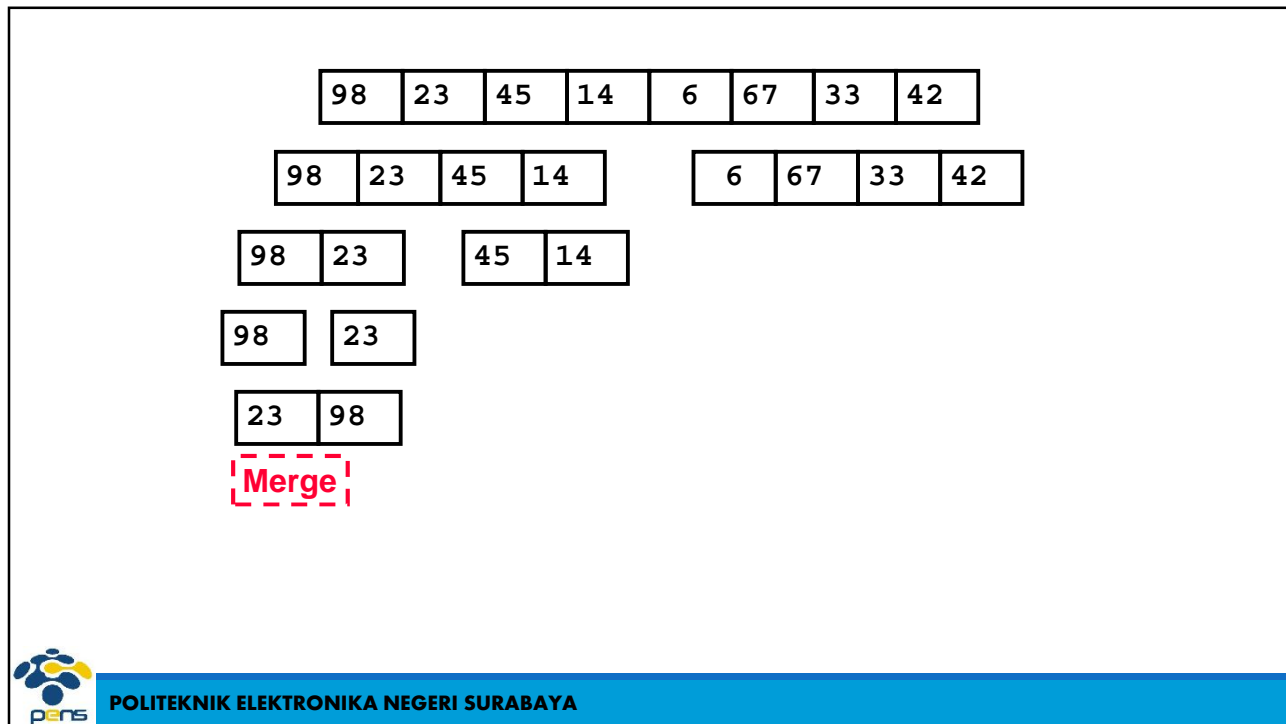 98 23 45 14 6 67 33 42
98 23 45 14 6 67 33 42
98 23 45 14
98 23
23 98
Merge
pens
POLITEKNIK ELEKTRONIKA NEGERI SURABAYA